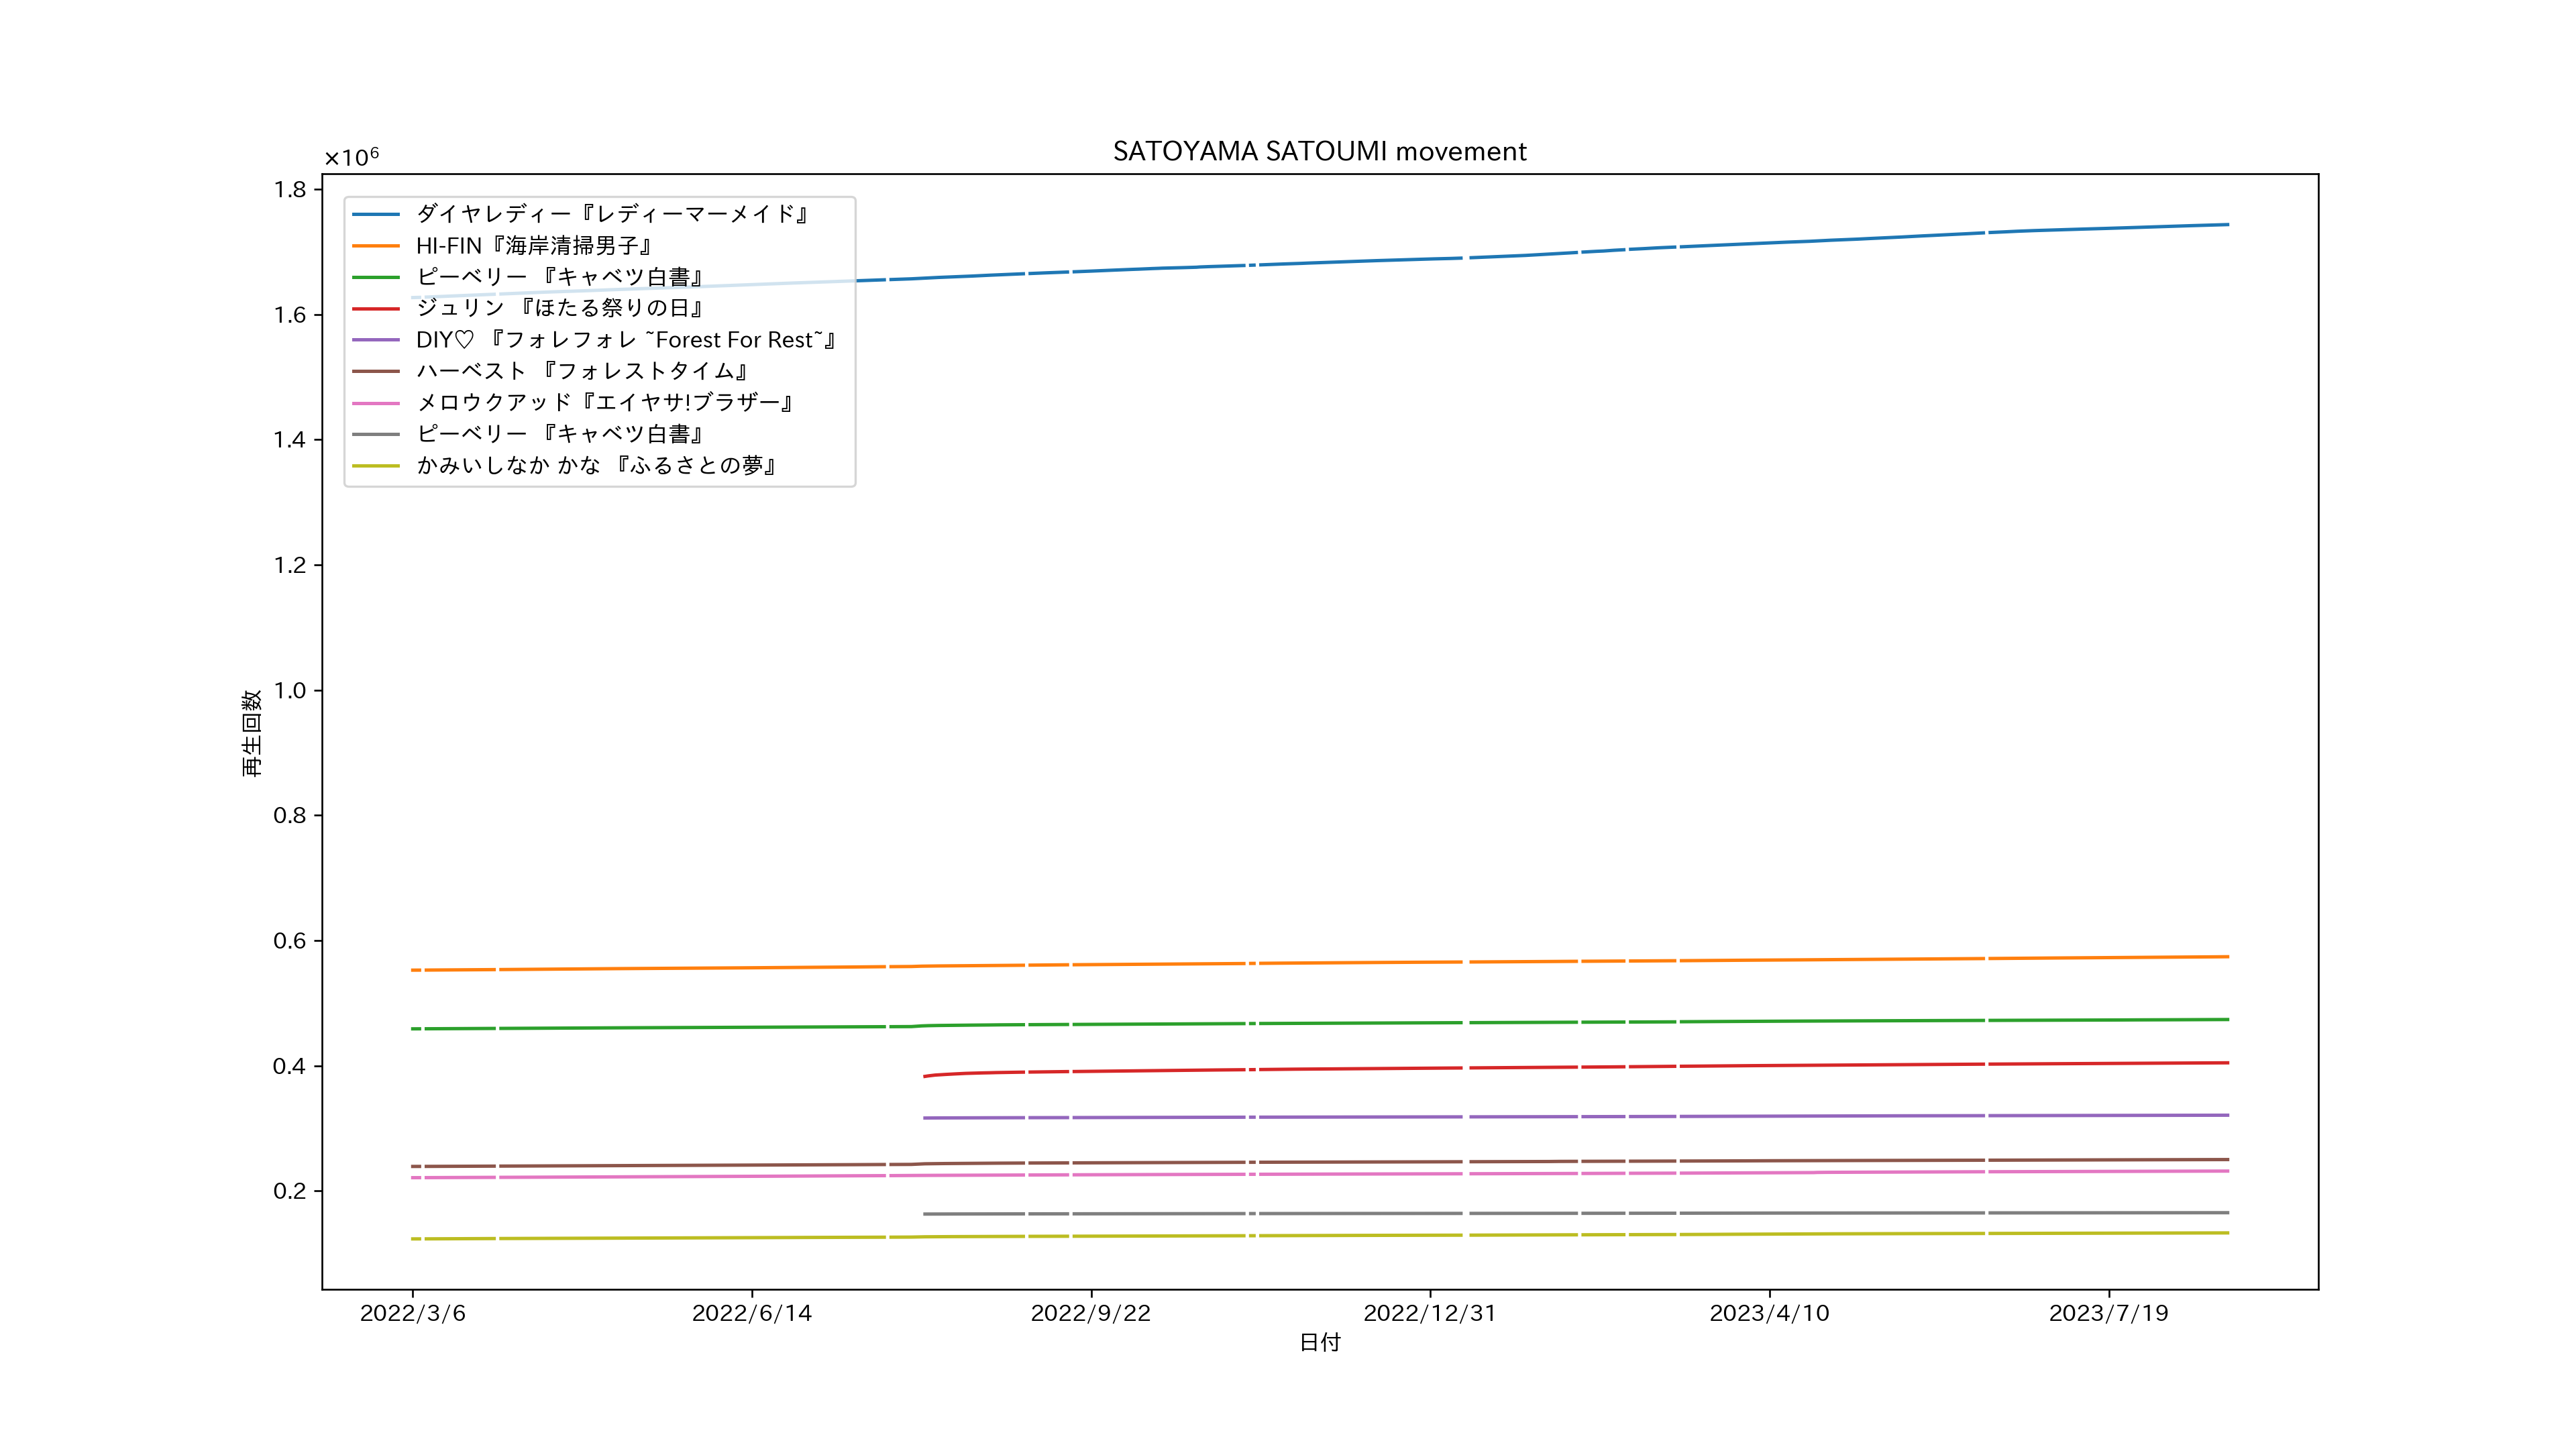 SATOYAMA SATOUMI movement
×10⁶
1.8
1.6
1.4
1.2
1.0
0.8
0.6
0.4
0.2
再生回数
ダイヤレディー『レディーマーメイド』
HI-FIN『海岸清掃男子』
ピーベリー 『キャベツ白書』
ジュリン 『ほたる祭りの日』
DIY♡ 『フォレフォレ ~Forest For Rest~』
ハーベスト 『フォレストタイム』
メロウクアッド『エイヤサ!ブラザー』
ピーベリー 『キャベツ白書』
かみいしなか かな 『ふるさとの夢』
2022/3/6
2022/6/14
2022/9/22
2022/12/31
2023/4/10
2023/7/19
日付